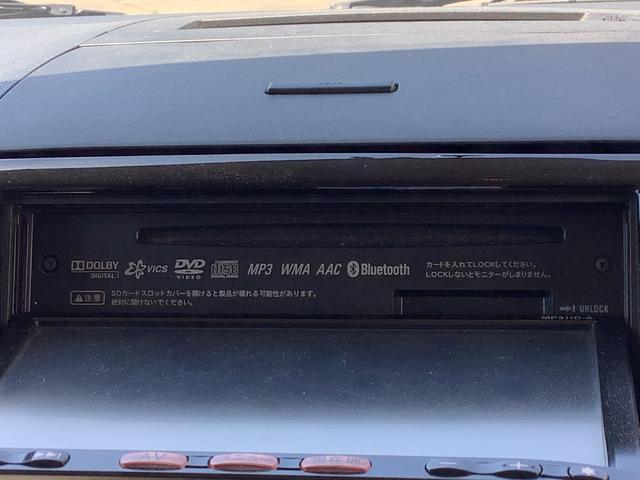 DOLBY DIGITAL VICS DVD VIDEO disc DIGITAL AUDIO MP3 WMA AAC Bluetooth
カードを入れてLOCKしてください。
LOCKしないとモニターがしまりません。
注意 SDカードスロットカバーを開けると製品が壊れる可能性があります。
絶対に開けないでください。
UNLOCK